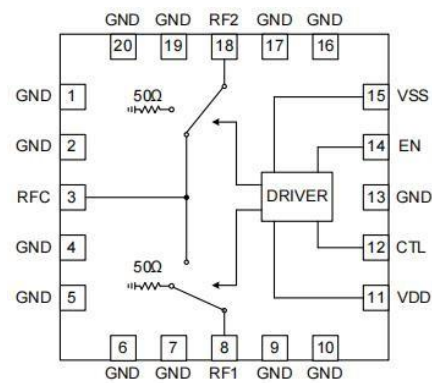 GND GND RF2 GND GND
20 19 18 17 16
GND 1
50Ω
15 VSS
GND 2
14 EN
RFC 3
DRIVER
13 GND
GND 4
12 CTL
50Ω
GND 5
11 VDD
6 7 8 9 10
GND GND RF1 GND GND